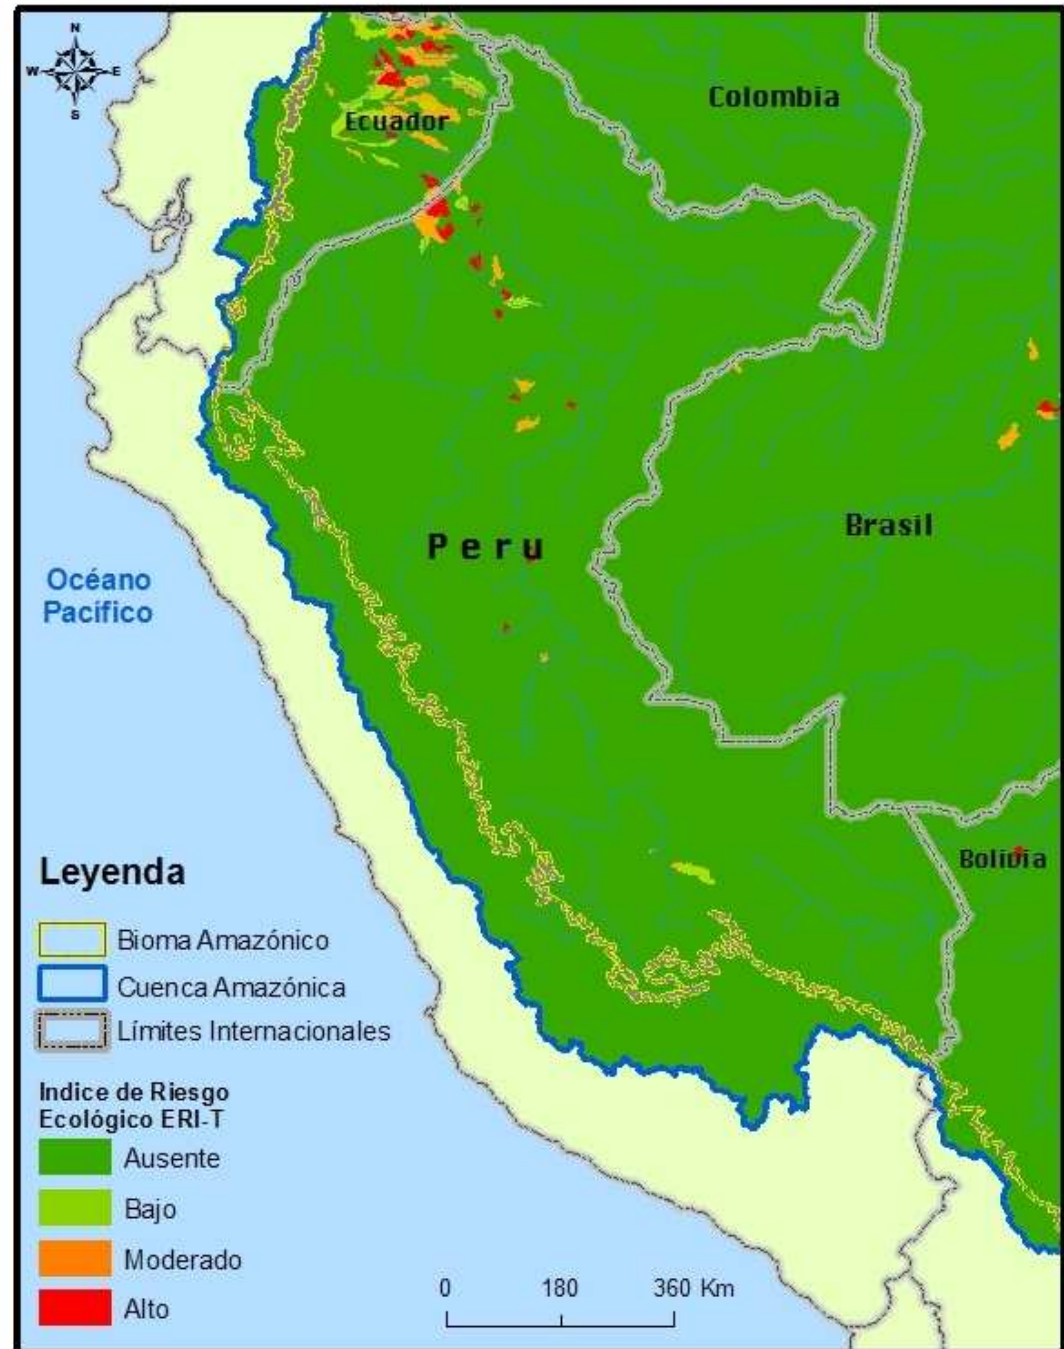 N
W
E
S
Colombia
Ecuador
Brasil
Peru
Océano
Pacífico
Bolivia
Leyenda
Bioma Amazónico
Cuenca Amazónica
Límites Internacionales
Indice de Riesgo
Ecológico ERI-T
Ausente
Bajo
Moderado
Alto
0 180 360 Km